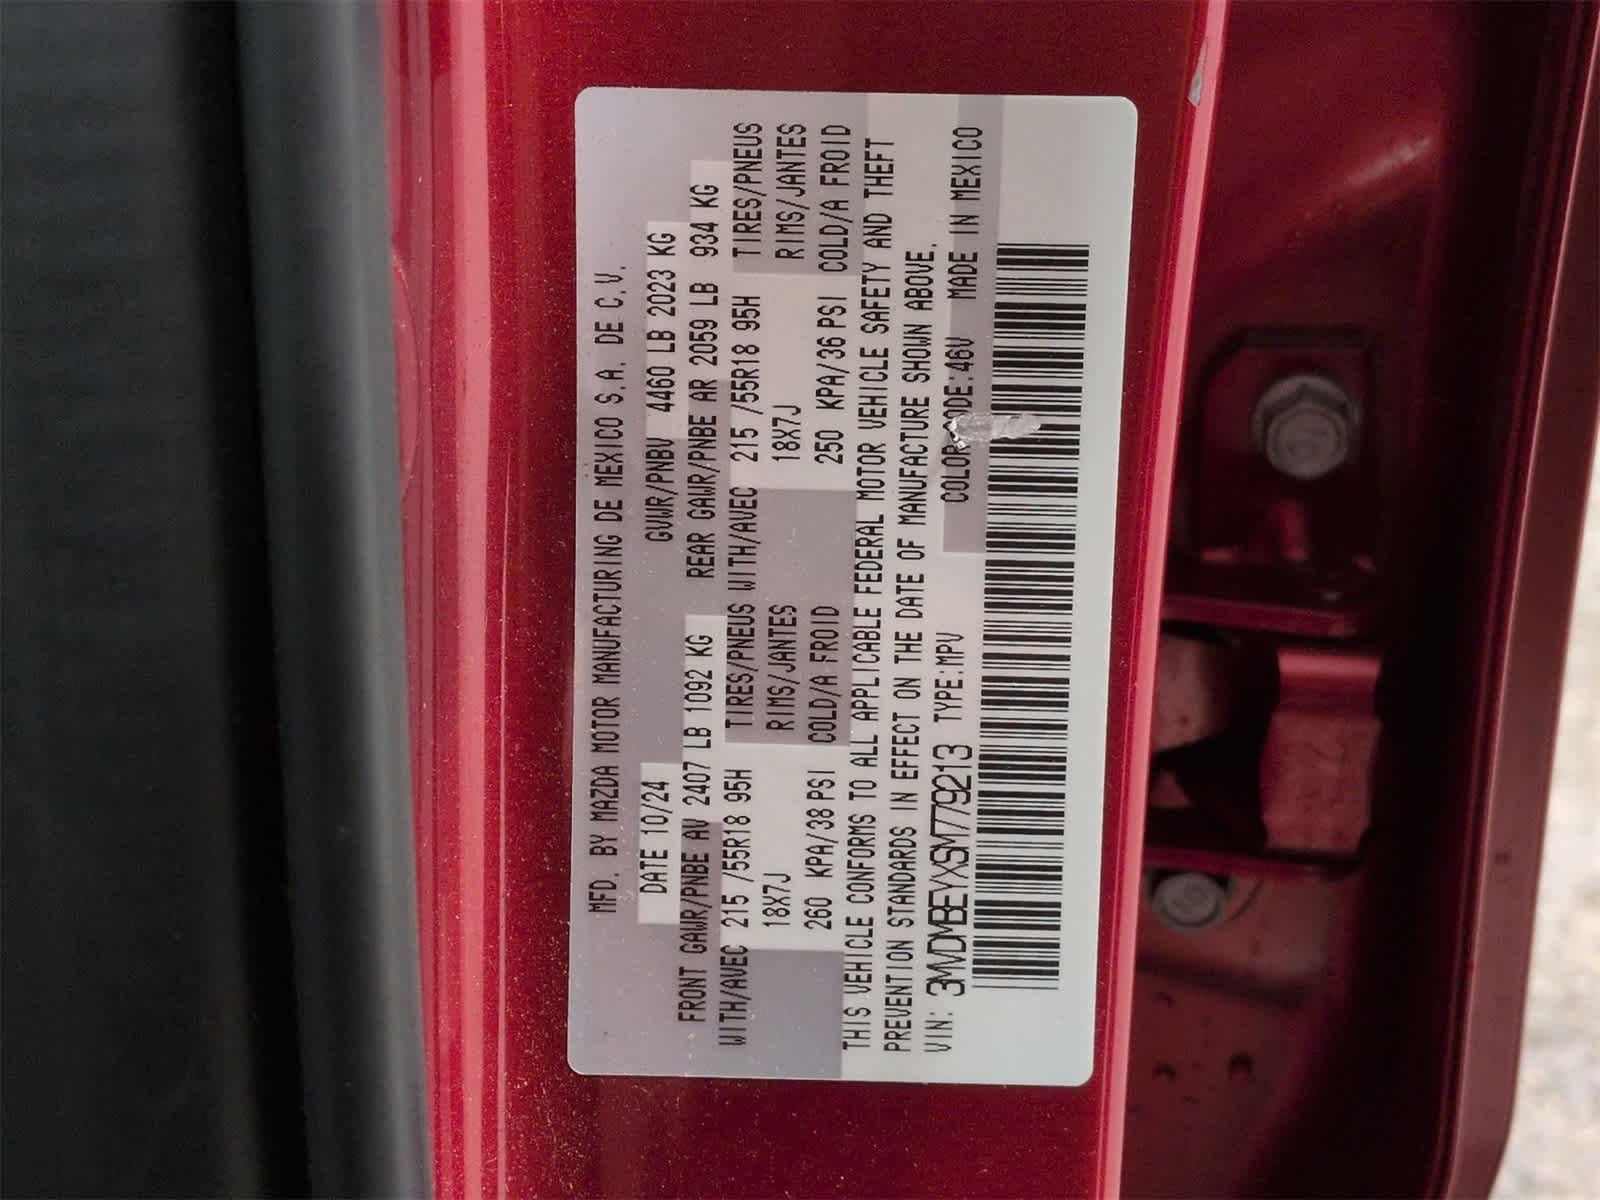 MFD. BY MAZDA MOTOR MANUFACTURING DE MEXICO S.A. DE C.V.
DATE 10/24 GVWR/PNBV 4460 LB 2023 KG
FRONT GAWR/PNBE AV 2407 LB 1092 KG REAR GAWR/PNBE AR 2059 LB 934 KG
WITH/AVEC 215 /55R18 95H TIRES/PNEUS WITH/AVEC 215 /55R18 95H TIRES/PNEUS
18X7J RIMS/JANTES 18X7J RIMS/JANTES
260 KPA/38 PSI COLD/A FROID 250 KPA/36 PSI COLD/A FROID
THIS VEHICLE CONFORMS TO ALL APPLICABLE FEDERAL MOTOR VEHICLE SAFETY AND THEFT
PREVENTION STANDARDS IN EFFECT ON THE DATE OF MANUFACTURE SHOWN ABOVE.
VIN: 3MVDMBEYXSM779213 TYPE:MPV COLOR CODE:46V MADE IN MEXICO